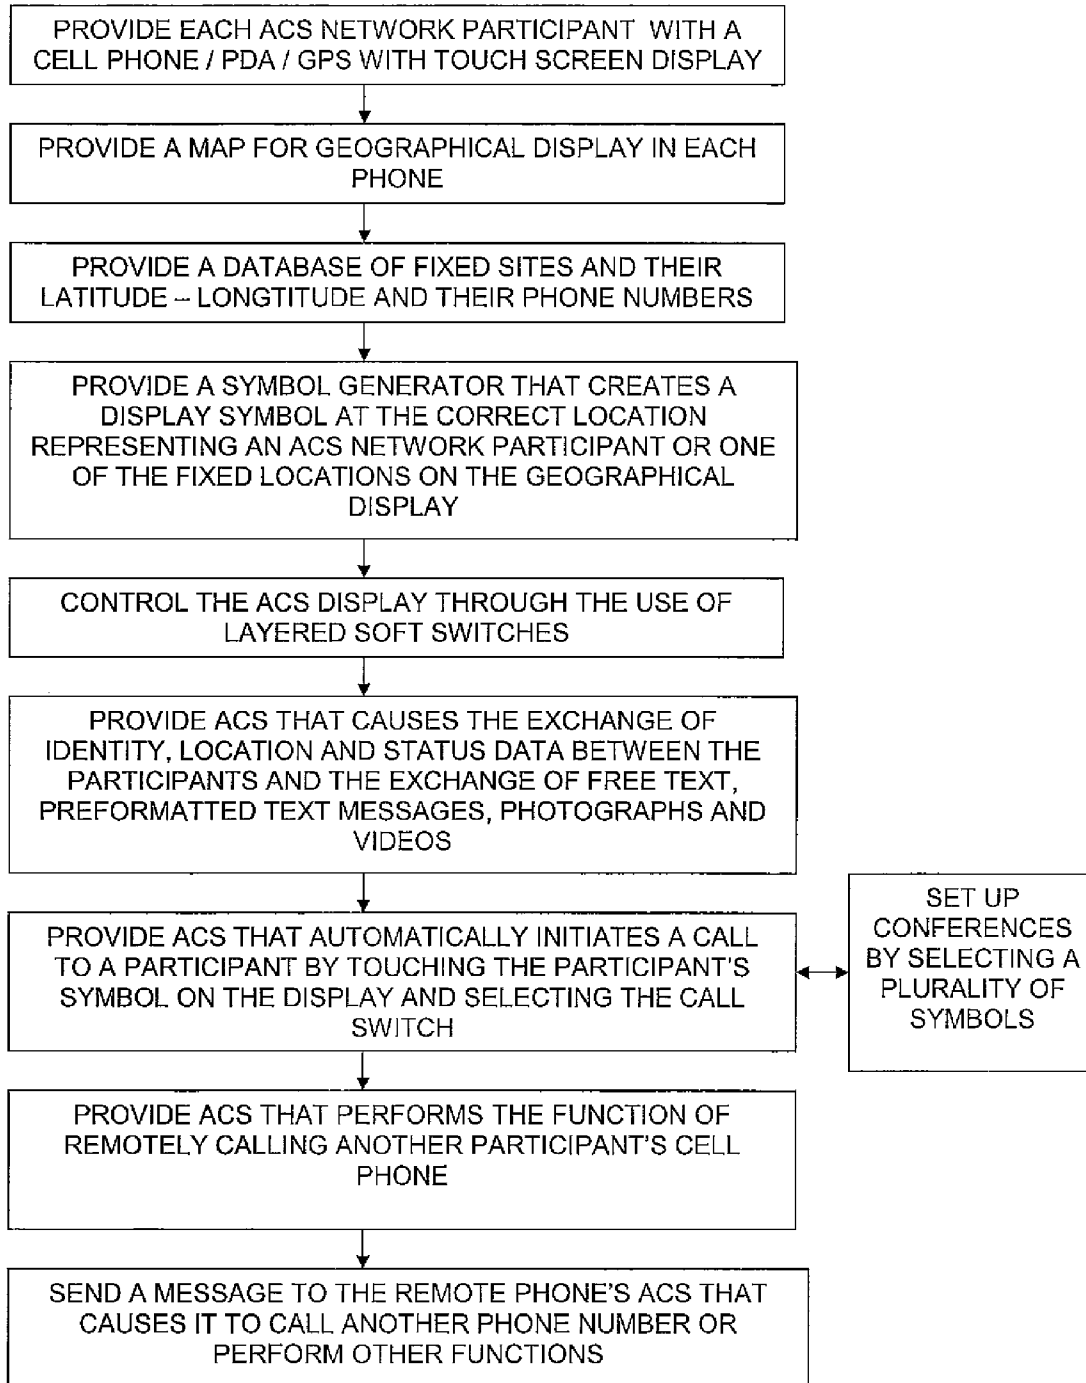 PROVIDE EACH ACS NETWORK PARTICIPANT WITH A
CELL PHONE / PDA / GPS WITH TOUCH SCREEN DISPLAY
PROVIDE A MAP FOR GEOGRAPHICAL DISPLAY IN EACH
PHONE
PROVIDE A DATABASE OF FIXED SITES AND THEIR
LATITUDE – LONGTITUDE AND THEIR PHONE NUMBERS
PROVIDE A SYMBOL GENERATOR THAT CREATES A
DISPLAY SYMBOL AT THE CORRECT LOCATION
REPRESENTING AN ACS NETWORK PARTICIPANT OR ONE
OF THE FIXED LOCATIONS ON THE GEOGRAPHICAL
DISPLAY
CONTROL THE ACS DISPLAY THROUGH THE USE OF
LAYERED SOFT SWITCHES
PROVIDE ACS THAT CAUSES THE EXCHANGE OF
IDENTITY, LOCATION AND STATUS DATA BETWEEN THE
PARTICIPANTS AND THE EXCHANGE OF FREE TEXT,
PREFORMATTED TEXT MESSAGES, PHOTOGRAPHS AND
VIDEOS
PROVIDE ACS THAT AUTOMATICALLY INITIATES A CALL
TO A PARTICIPANT BY TOUCHING THE PARTICIPANT'S
SYMBOL ON THE DISPLAY AND SELECTING THE CALL
SWITCH
SET UP
CONFERENCES
BY SELECTING A
PLURALITY OF
SYMBOLS
PROVIDE ACS THAT PERFORMS THE FUNCTION OF
REMOTELY CALLING ANOTHER PARTICIPANT'S CELL
PHONE
SEND A MESSAGE TO THE REMOTE PHONE'S ACS THAT
CAUSES IT TO CALL ANOTHER PHONE NUMBER OR
PERFORM OTHER FUNCTIONS